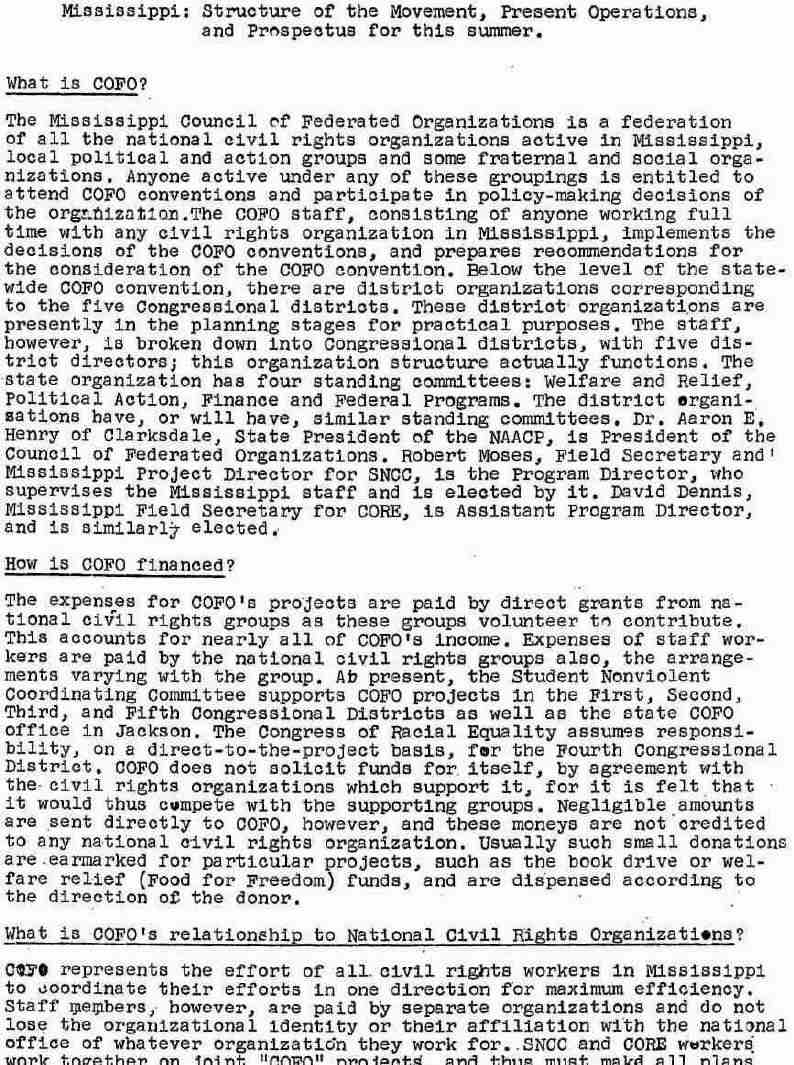 Mississippi: Structure of the Movement, Present Operations,
and Prospectus for this summer.
What is COFO?
The Mississippi Council of Federated Organizations is a federation
of all the national civil rights organizations active in Mississippi,
local political and action groups and some fraternal and social orga-
nizations. Anyone active under any of these groupings is entitled to
attend COFO conventions and participate in policy-making decisions of
the organization.The COFO staff, consisting of anyone working full
time with any civil rights organization in Mississippi, implements the
decisions of the COFO conventions, and prepares recommendations for
the consideration of the COFO convention. Below the level of the state-
wide COFO convention, there are district organizations corresponding
to the five Congressional districts. These district organizations are
presently in the planning stages for practical purposes. The staff,
however, is broken down into Congressional districts, with five dis-
trict directors; this organization structure actually functions. The
state organization has four standing committees: Welfare and Relief,
Political Action, Finance and Federal Programs. The district organi-
sations have, or will have, similar standing committees. Dr. Aaron E.
Henry of Clarksdale, State President of the NAACP, is President of the
Council of Federated Organizations. Robert Moses, Field Secretary and
Mississippi Project Director for SNCC, is the Program Director, who
supervises the Mississippi staff and is elected by it. David Dennis,
Mississippi Field Secretary for CORE, is Assistant Program Director,
and is similarly elected.
How is COFO financed?
The expenses for COFO's projects are paid by direct grants from na-
tional civil rights groups as these groups volunteer to contribute.
This accounts for nearly all of COFO's income. Expenses of staff wor-
kers are paid by the national civil rights groups also, the arrange-
ments varying with the group. At present, the Student Nonviolent
Coordinating Committee supports COFO projects in the First, Second,
Third, and Fifth Congressional Districts as well as the state COFO
office in Jackson. The Congress of Racial Equality assumes responsi-
bility, on a direct-to-the-project basis, for the Fourth Congressional
District. COFO does not solicit funds for itself, by agreement with
the civil rights organizations which support it, for it is felt that
it would thus compete with the supporting groups. Negligible amounts
are sent directly to COFO, however, and these moneys are not credited
to any national civil rights organization. Usually such small donations
are earmarked for particular projects, such as the book drive or wel-
fare relief (Food for Freedom) funds, and are dispensed according to
the direction of the donor.
What is COFO's relationship to National Civil Rights Organizations?
COFO represents the effort of all civil rights workers in Mississippi
to coordinate their efforts in one direction for maximum efficiency.
Staff members, however, are paid by separate organizations and do not
lose the organizational identity or their affiliation with the national
office of whatever organization they work for. SNCC and CORE workers
work together on joint "COFO" projects, and thus must make all plans